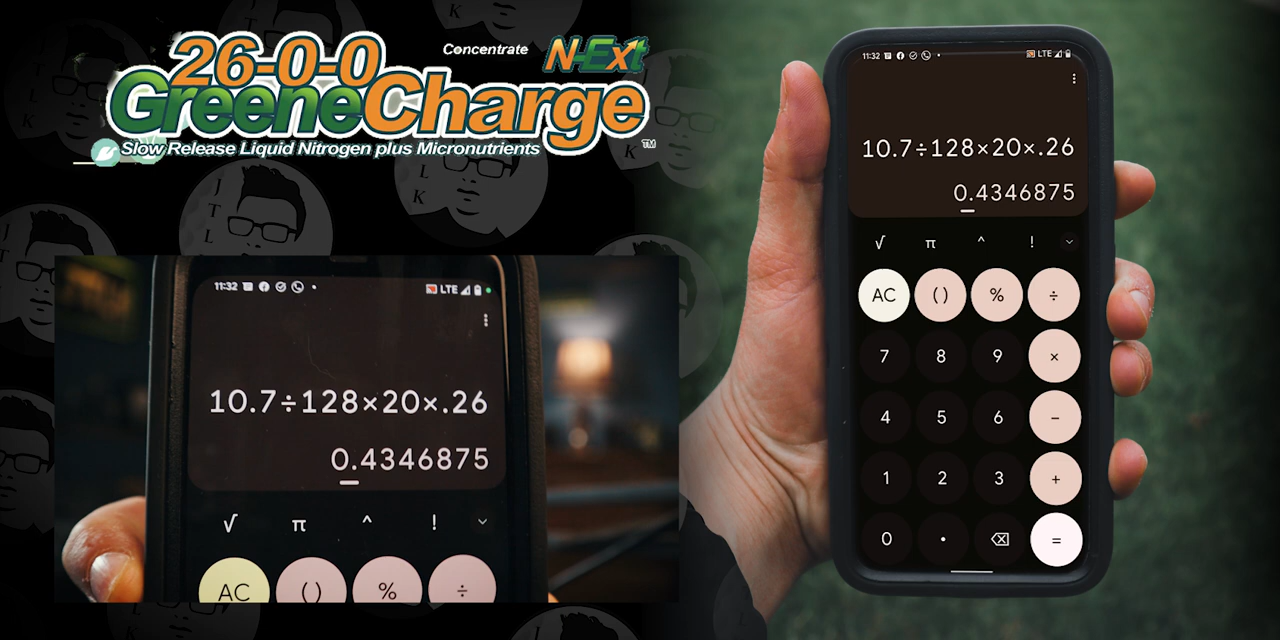 26-0-0
Concentrate
N-Ext
GreeneCharge
Slow Release Liquid Nitrogen plus Micronutrients
TM
11:32
LTE
10.7÷128×20×.26
0.4346875
√ π ^ !
AC () % ÷
11:32
LTE
10.7÷128×20×.26
0.4346875
√ π ^ !
AC () % ÷
7 8 9 ×
4 5 6 −
1 2 3 +
0 . =
J
T
L
K
J
T
L
K
L
K
K